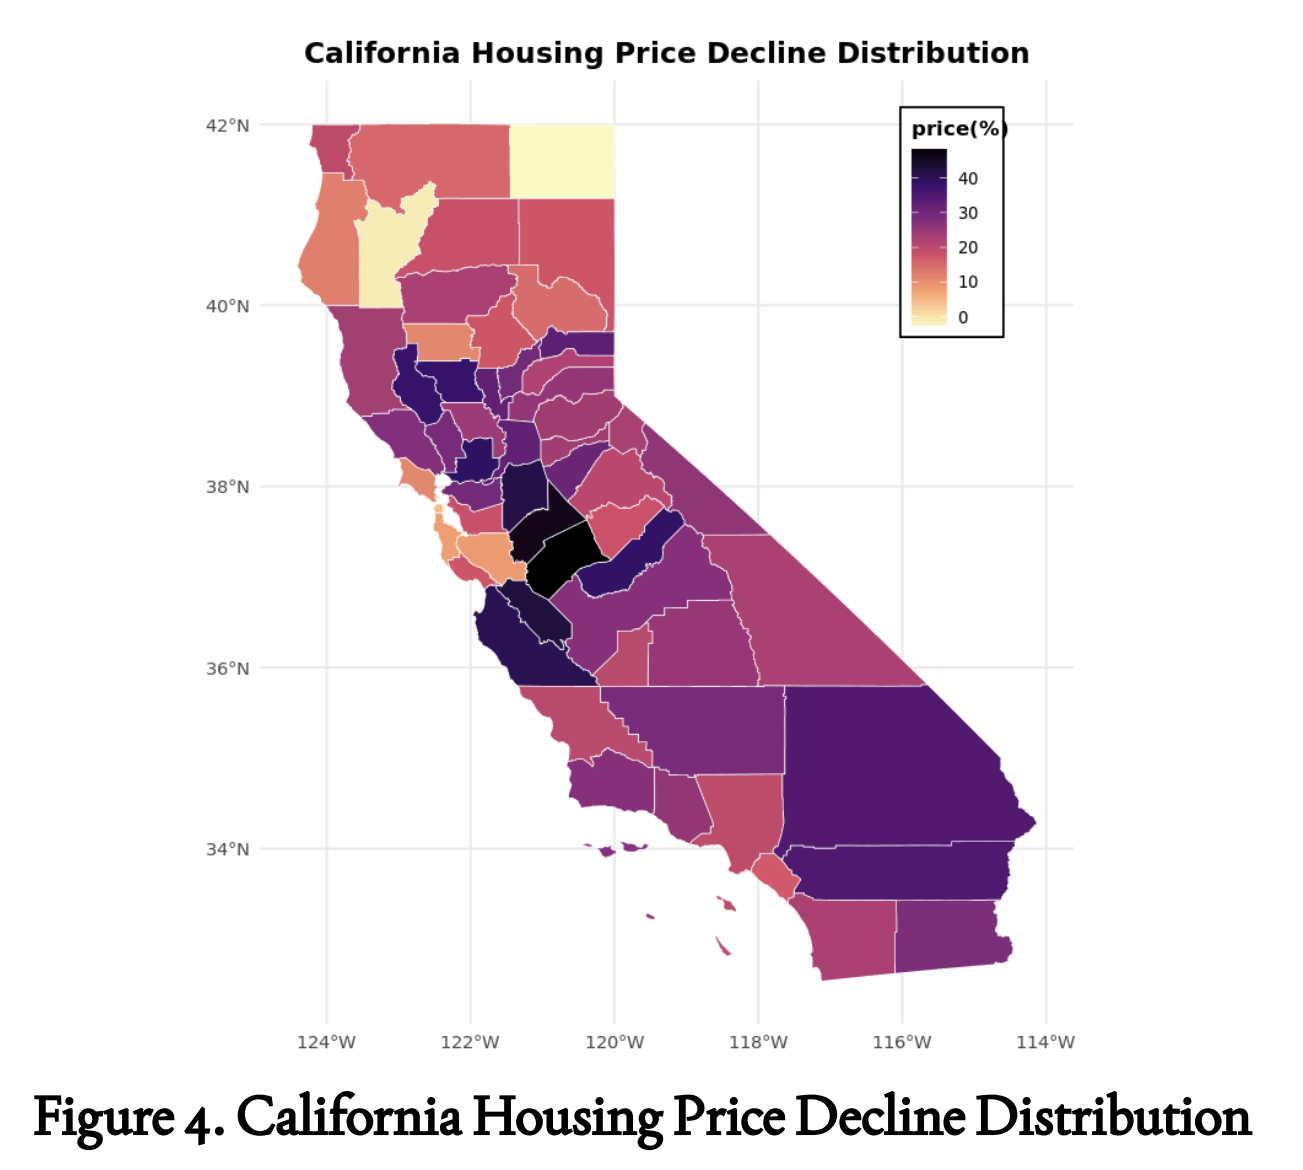 California Housing Price Decline Distribution
price(%)
40
30
20
10
0
42°N
40°N
38°N
36°N
34°N
124°W 122°W 120°W 118°W 116°W 114°W
Figure 4. California Housing Price Decline Distribution